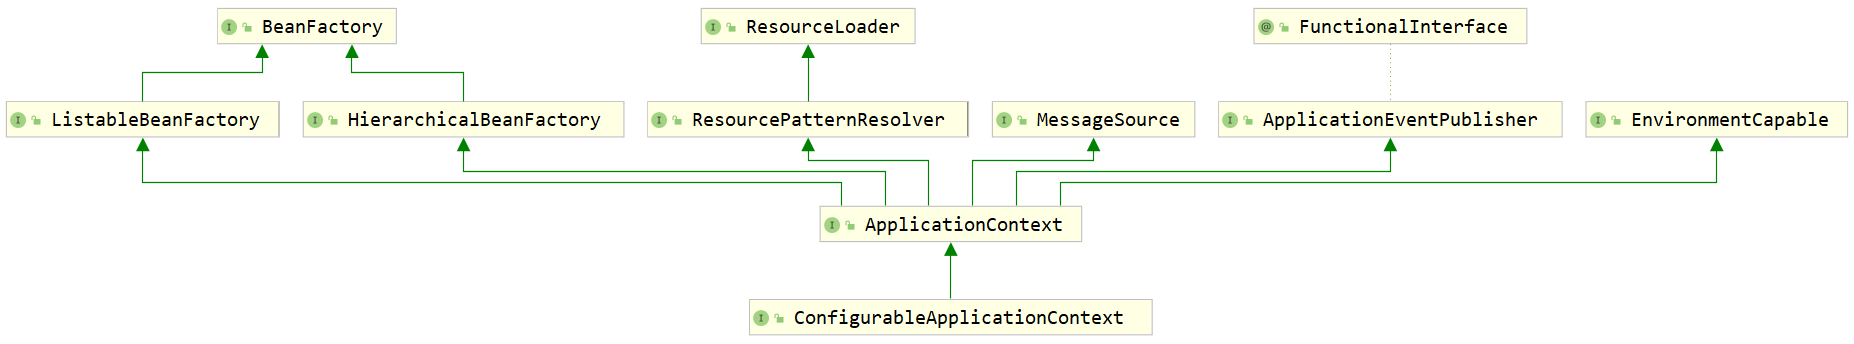 I BeanFactory
I ResourceLoader
@ FunctionalInterface
I ListableBeanFactory
I HierarchicalBeanFactory
I ResourcePatternResolver
I MessageSource
I ApplicationEventPublisher
I EnvironmentCapable
I ApplicationContext
I ConfigurableApplicationContext